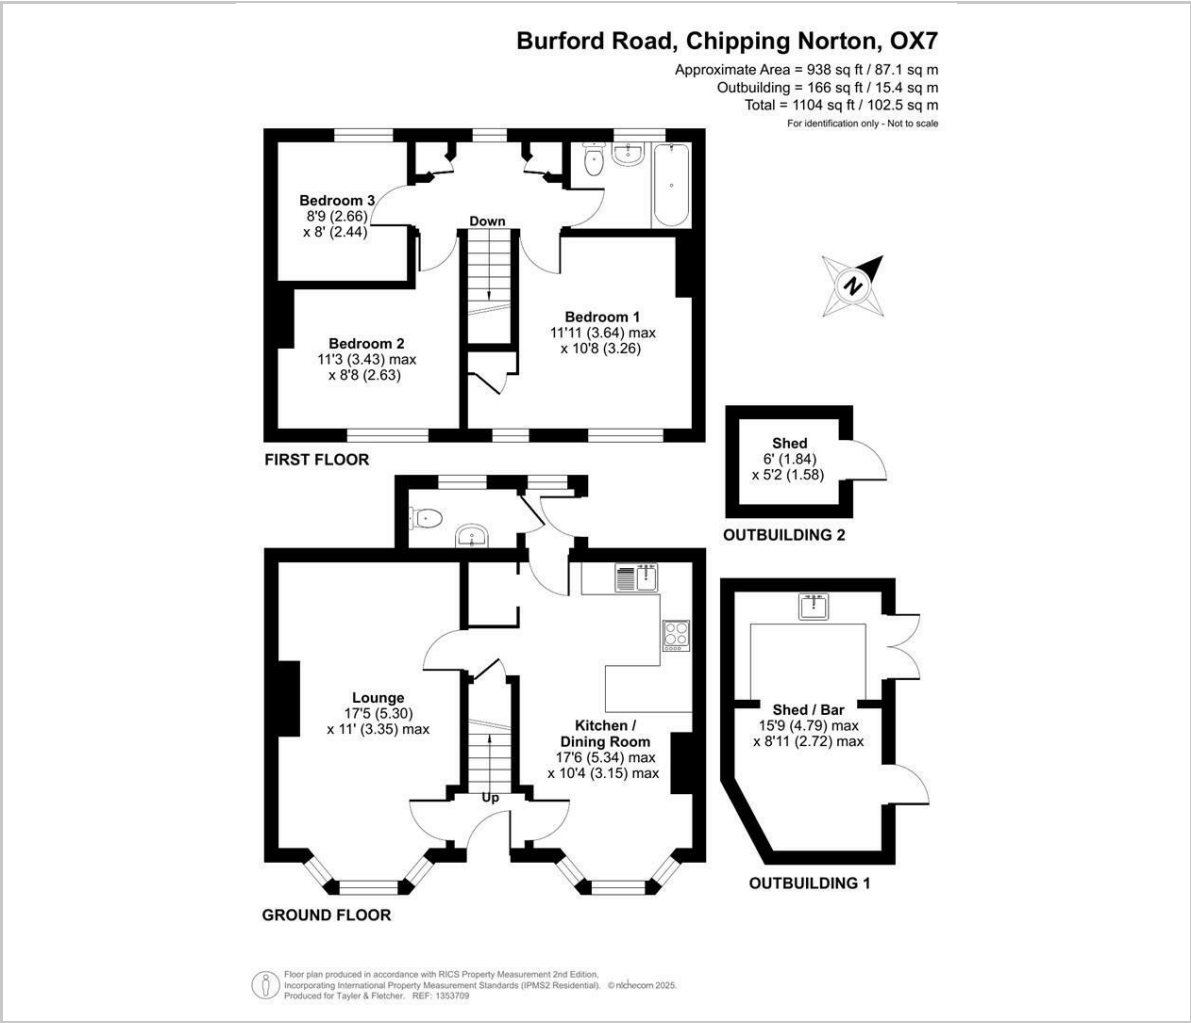 Burford Road, Chipping Norton, OX7
Approximate Area = 938 sq ft / 87.1 sq m
Outbuilding = 166 sq ft / 15.4 sq m
Total = 1104 sq ft / 102.5 sq m
For identification only - Not to scale
Bedroom 3
8'9 (2.66)
x 8' (2.44)
Down
Bedroom 1
11'11 (3.64) max
x 10'8 (3.26)
Bedroom 2
11'3 (3.43) max
x 8'8 (2.63)
N
FIRST FLOOR
Shed
6' (1.84)
x 5'2 (1.58)
OUTBUILDING 2
Lounge
17'5 (5.30)
x 11' (3.35) max
Kitchen /
Dining Room
17'6 (5.34) max
x 10'4 (3.15) max
Up
Shed / Bar
15'9 (4.79) max
x 8'11 (2.72) max
OUTBUILDING 1
GROUND FLOOR
Floor plan produced in accordance with RICS Property Measurement 2nd Edition,
Incorporating International Property Measurement Standards (IPMS2 Residential). © nichecom 2025.
Produced for Tayler & Fletcher. REF: 1353709